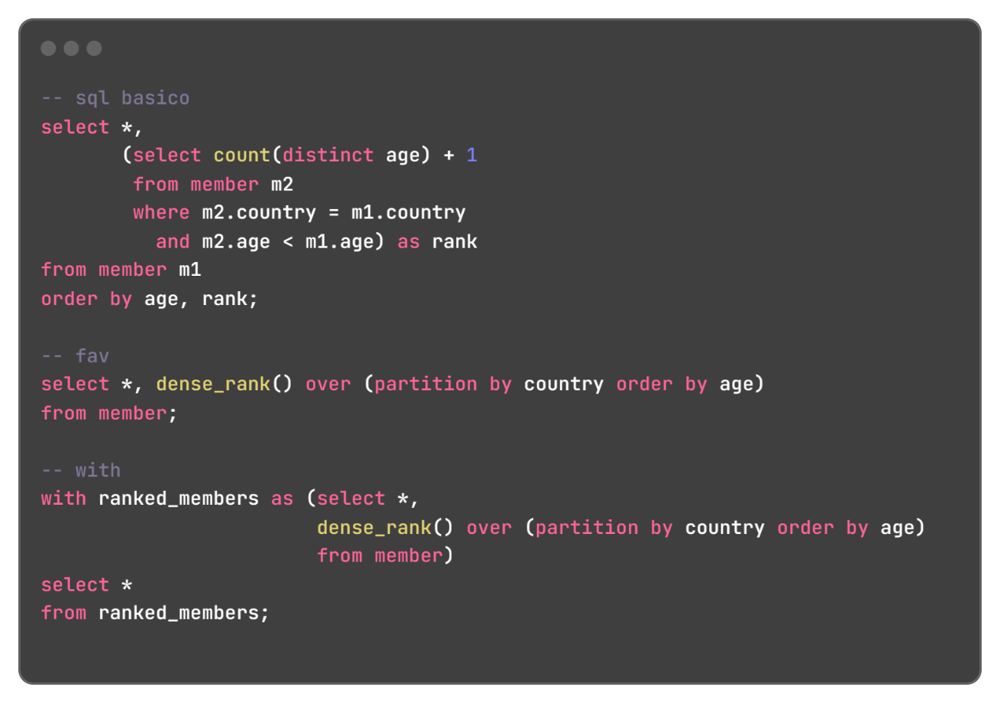 -- sql basico
select *,
       (select count(distinct age) + 1
        from member m2
        where m2.country = m1.country
          and m2.age < m1.age) as rank
from member m1
order by age, rank;

-- fav
select *, dense_rank() over (partition by country order by age)
from member;

-- with
with ranked_members as (select *,
                        dense_rank() over (partition by country order by age)
                        from member)
select *
from ranked_members;